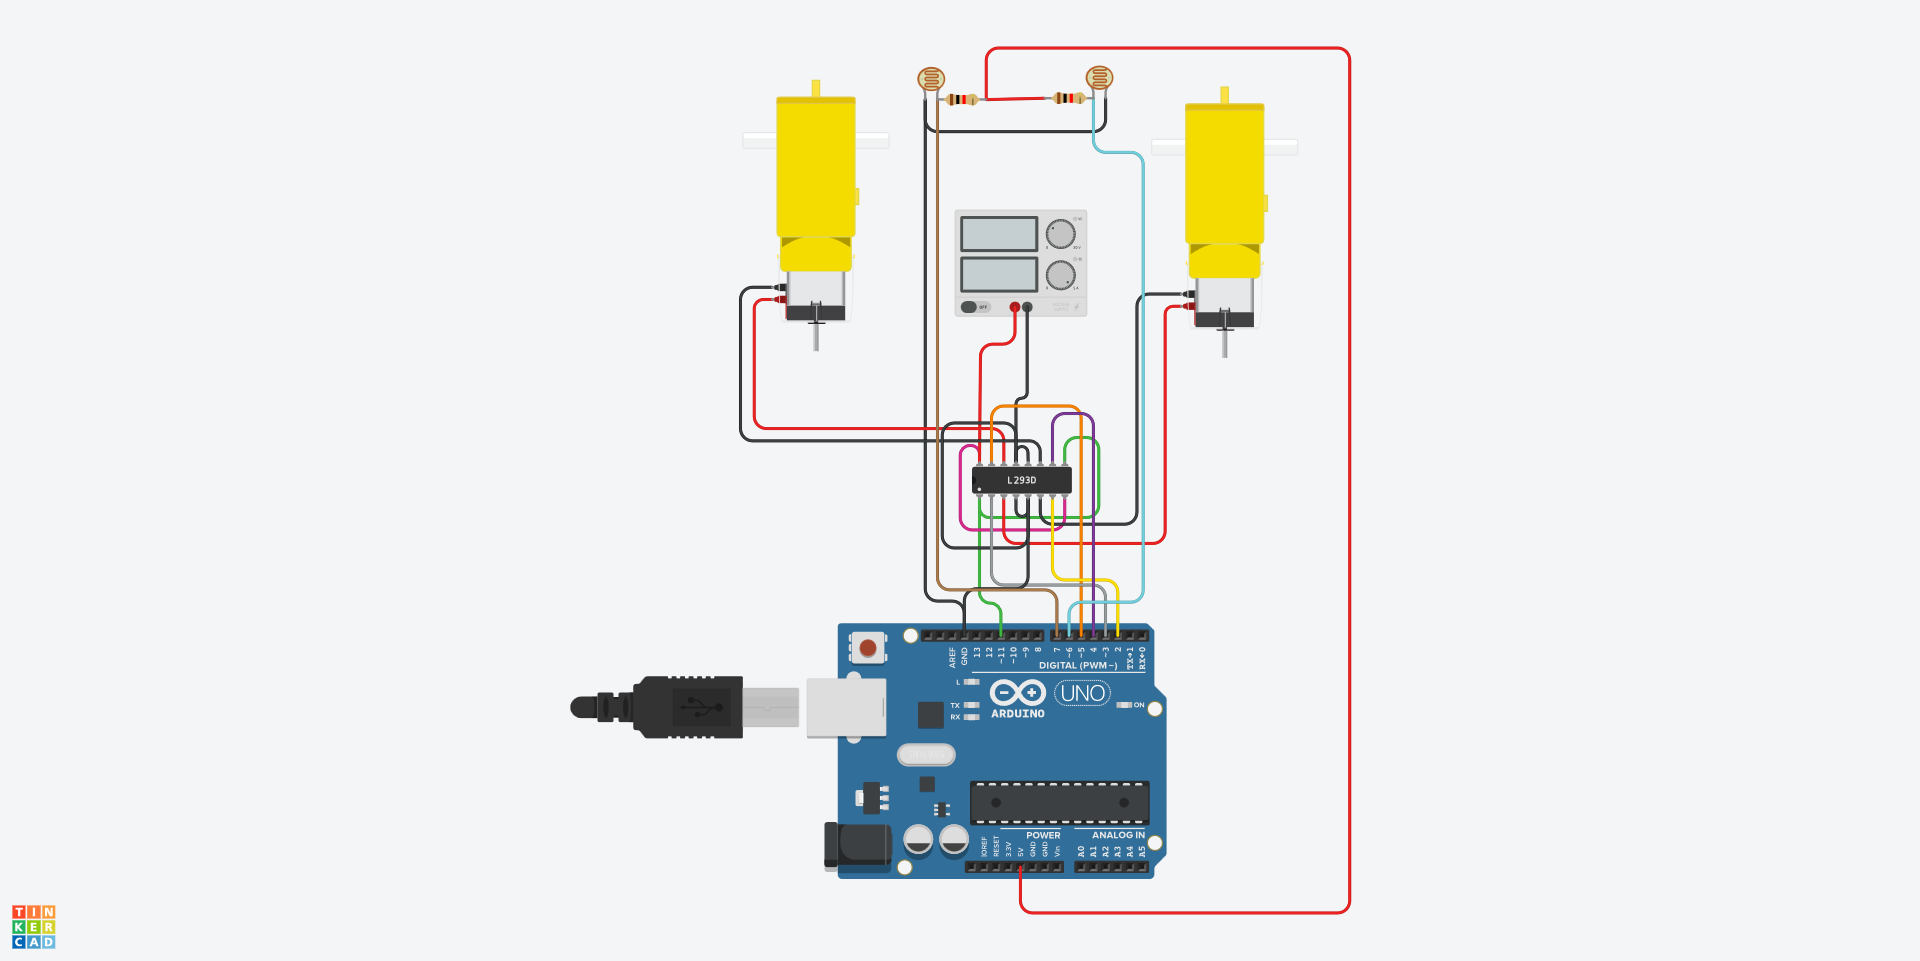 OFF
L293D
AREF
GND
13
12
~11
~10
~9
8
7
~6
~5
4
~3
2
TX→1
RX←0
DIGITAL (PWM~)
L
TX
RX
UNO
ON
ARDUINO
POWER
ANALOG IN
IOREF
RESET
3.3V
5V
GND
GND
Vin
A0
A1
A2
A3
A4
A5
TIN
KER
CAD